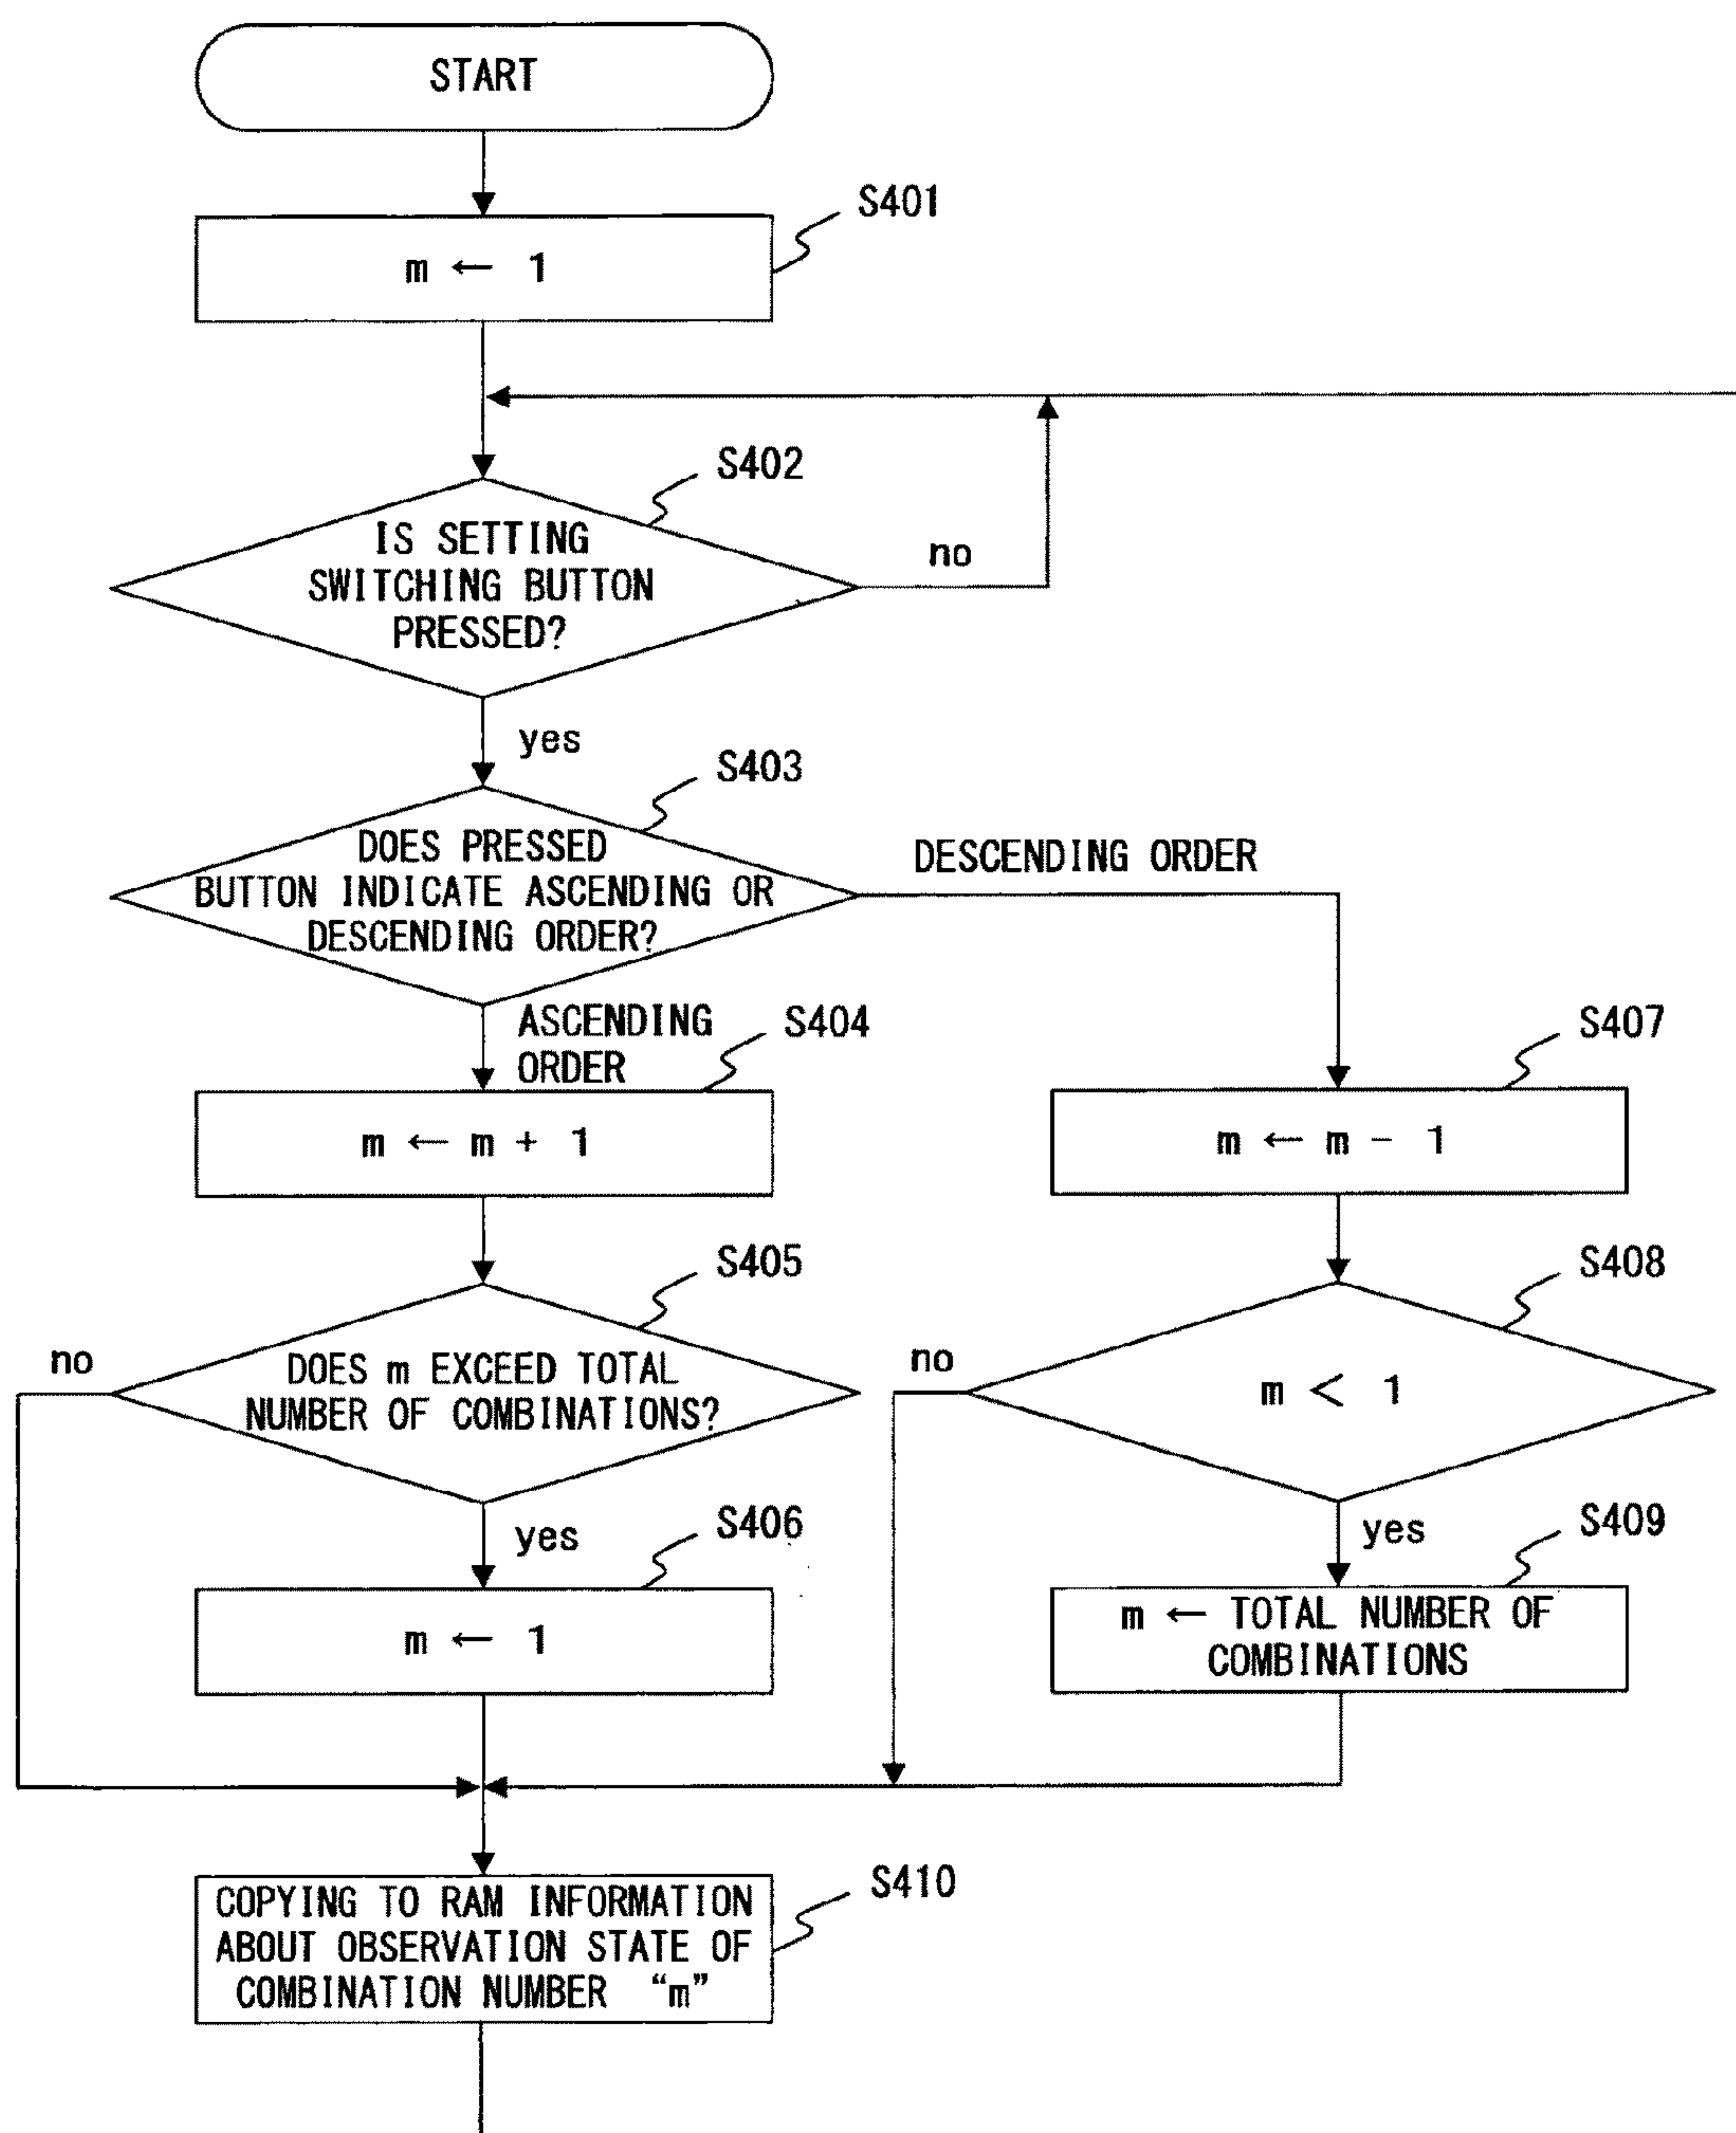 START
S401
m ← 1
S402
IS SETTING
SWITCHING BUTTON
PRESSED?
no
yes
S403
DOES PRESSED
BUTTON INDICATE ASCENDING OR
DESCENDING ORDER?
DESCENDING ORDER
ASCENDING
ORDER
S404
m ← m + 1
S407
m ← m - 1
S405
DOES m EXCEED TOTAL
NUMBER OF COMBINATIONS?
no
yes
S408
m < 1
no
yes
S406
m ← 1
S409
m ← TOTAL NUMBER OF
COMBINATIONS
S410
COPYING TO RAM INFORMATION
ABOUT OBSERVATION STATE OF
COMBINATION NUMBER “m”